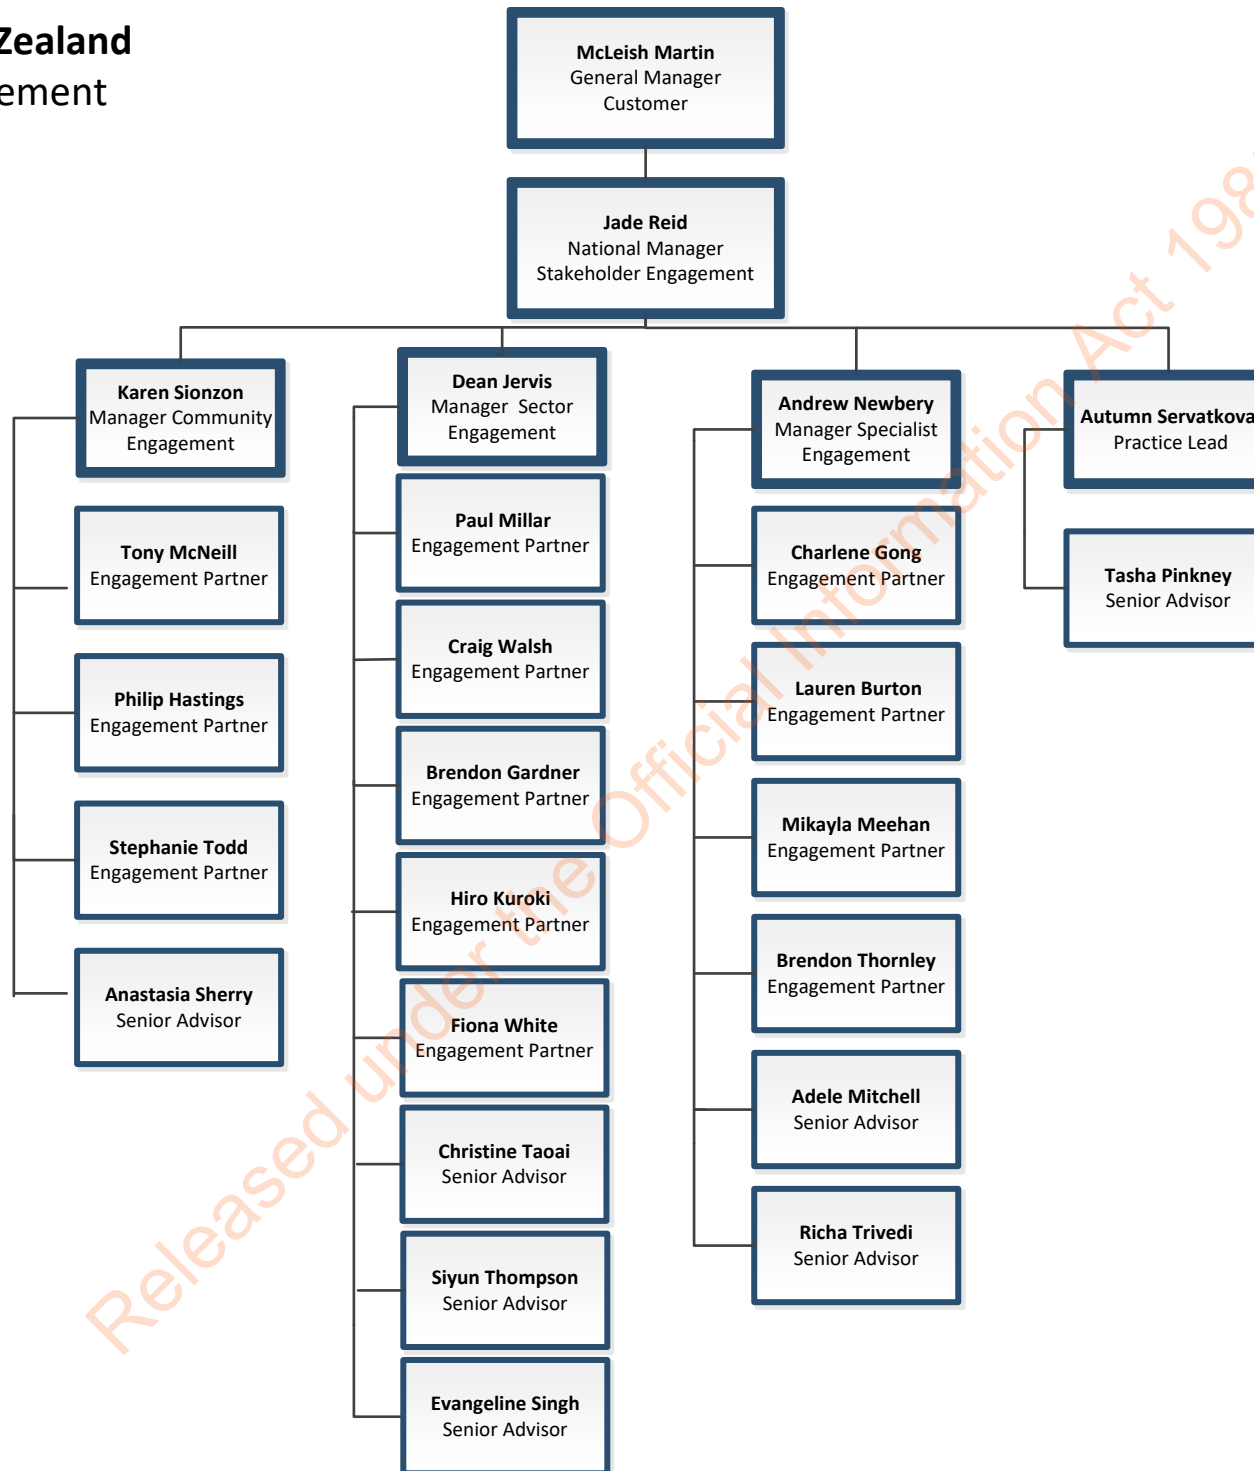 Zealand
ement
McLeish Martin
General Manager
Customer
Jade Reid
National Manager
Stakeholder Engagement
Karen Sionzon
Manager Community
Engagement
Tony McNeill
Engagement Partner
Philip Hastings
Engagement Partner
Stephanie Todd
Engagement Partner
Anastasia Sherry
Senior Advisor
Dean Jervis
Manager Sector
Engagement
Paul Millar
Engagement Partner
Craig Walsh
Engagement Partner
Brendon Gardner
Engagement Partner
Hiro Kuroki
Engagement Partner
Fiona White
Engagement Partner
Christine Taoai
Senior Advisor
Siyun Thompson
Senior Advisor
Evangeline Singh
Senior Advisor
Andrew Newbery
Manager Specialist
Engagement
Charlene Gong
Engagement Partner
Lauren Burton
Engagement Partner
Mikayla Meehan
Engagement Partner
Brendon Thornley
Engagement Partner
Adele Mitchell
Senior Advisor
Richa Trivedi
Senior Advisor
Autumn Servatkova
Practice Lead
Tasha Pinkney
Senior Advisor
Released under the Official Information Act 198